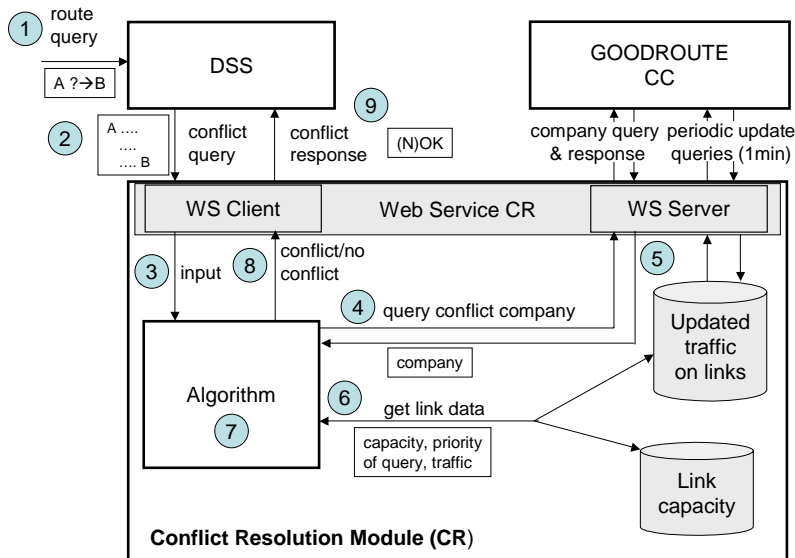 1
route
query
A ?→B
DSS
GOODROUTE
CC
2
A ....
....
.... B
conflict
query
conflict
response
9
(N)OK
company query
& response
periodic update
queries (1min)
WS Client
Web Service CR
WS Server
3
input
8
conflict/no
conflict
5
4
query conflict company
company
Updated
traffic
on links
Algorithm
7
6
get link data
capacity, priority
of query, traffic
Link
capacity
Conflict Resolution Module (CR)